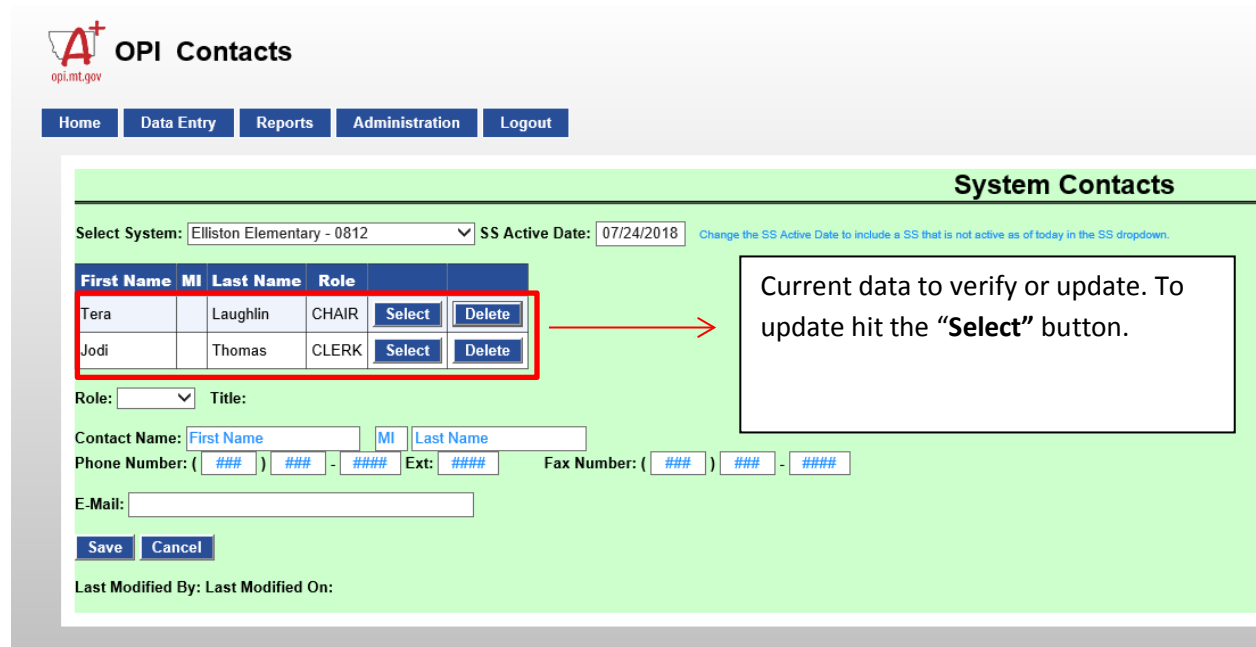 A+
opi.mt.gov
OPI Contacts
Home Data Entry Reports Administration Logout
System Contacts
Select System: Elliston Elementary - 0812 SS Active Date: 07/24/2018 Change the SS Active Date to include a SS that is not active as of today in the SS dropdown.
First Name MI Last Name Role
Tera Laughlin CHAIR Select Delete
Jodi Thomas CLERK Select Delete
Current data to verify or update. To
update hit the “Select” button.
Role: Title:
Contact Name: First Name MI Last Name
Phone Number: ( ### ) ### - #### Ext: #### Fax Number: ( ### ) ### - ####
E-Mail:
Save Cancel
Last Modified By: Last Modified On: